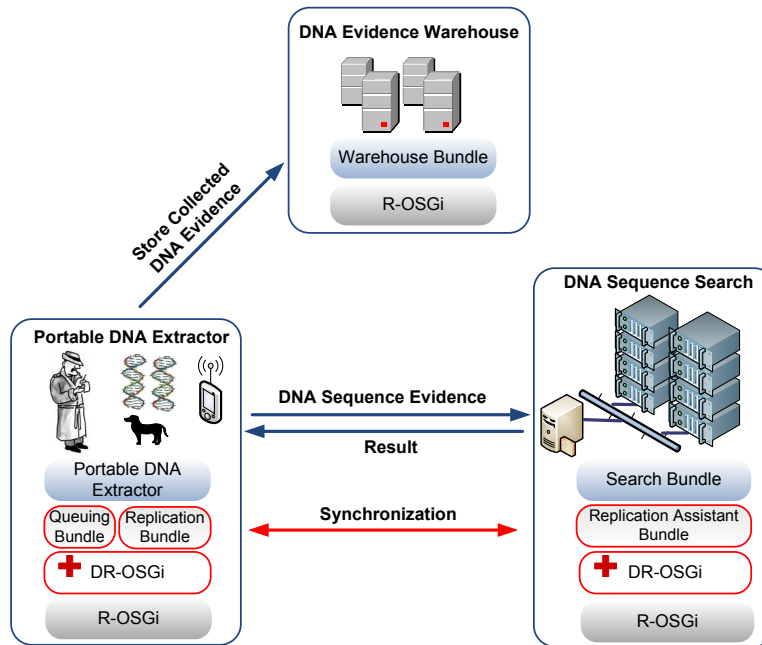 DNA Evidence Warehouse
Warehouse Bundle
R-OSGi
Store Collected
DNA Evidence
Portable DNA Extractor
Portable DNA
Extractor
Queuing
Bundle
Replication
Bundle
DR-OSGi
R-OSGi
DNA Sequence Evidence
Result
Synchronization
DNA Sequence Search
Search Bundle
Replication Assistant
Bundle
DR-OSGi
R-OSGi